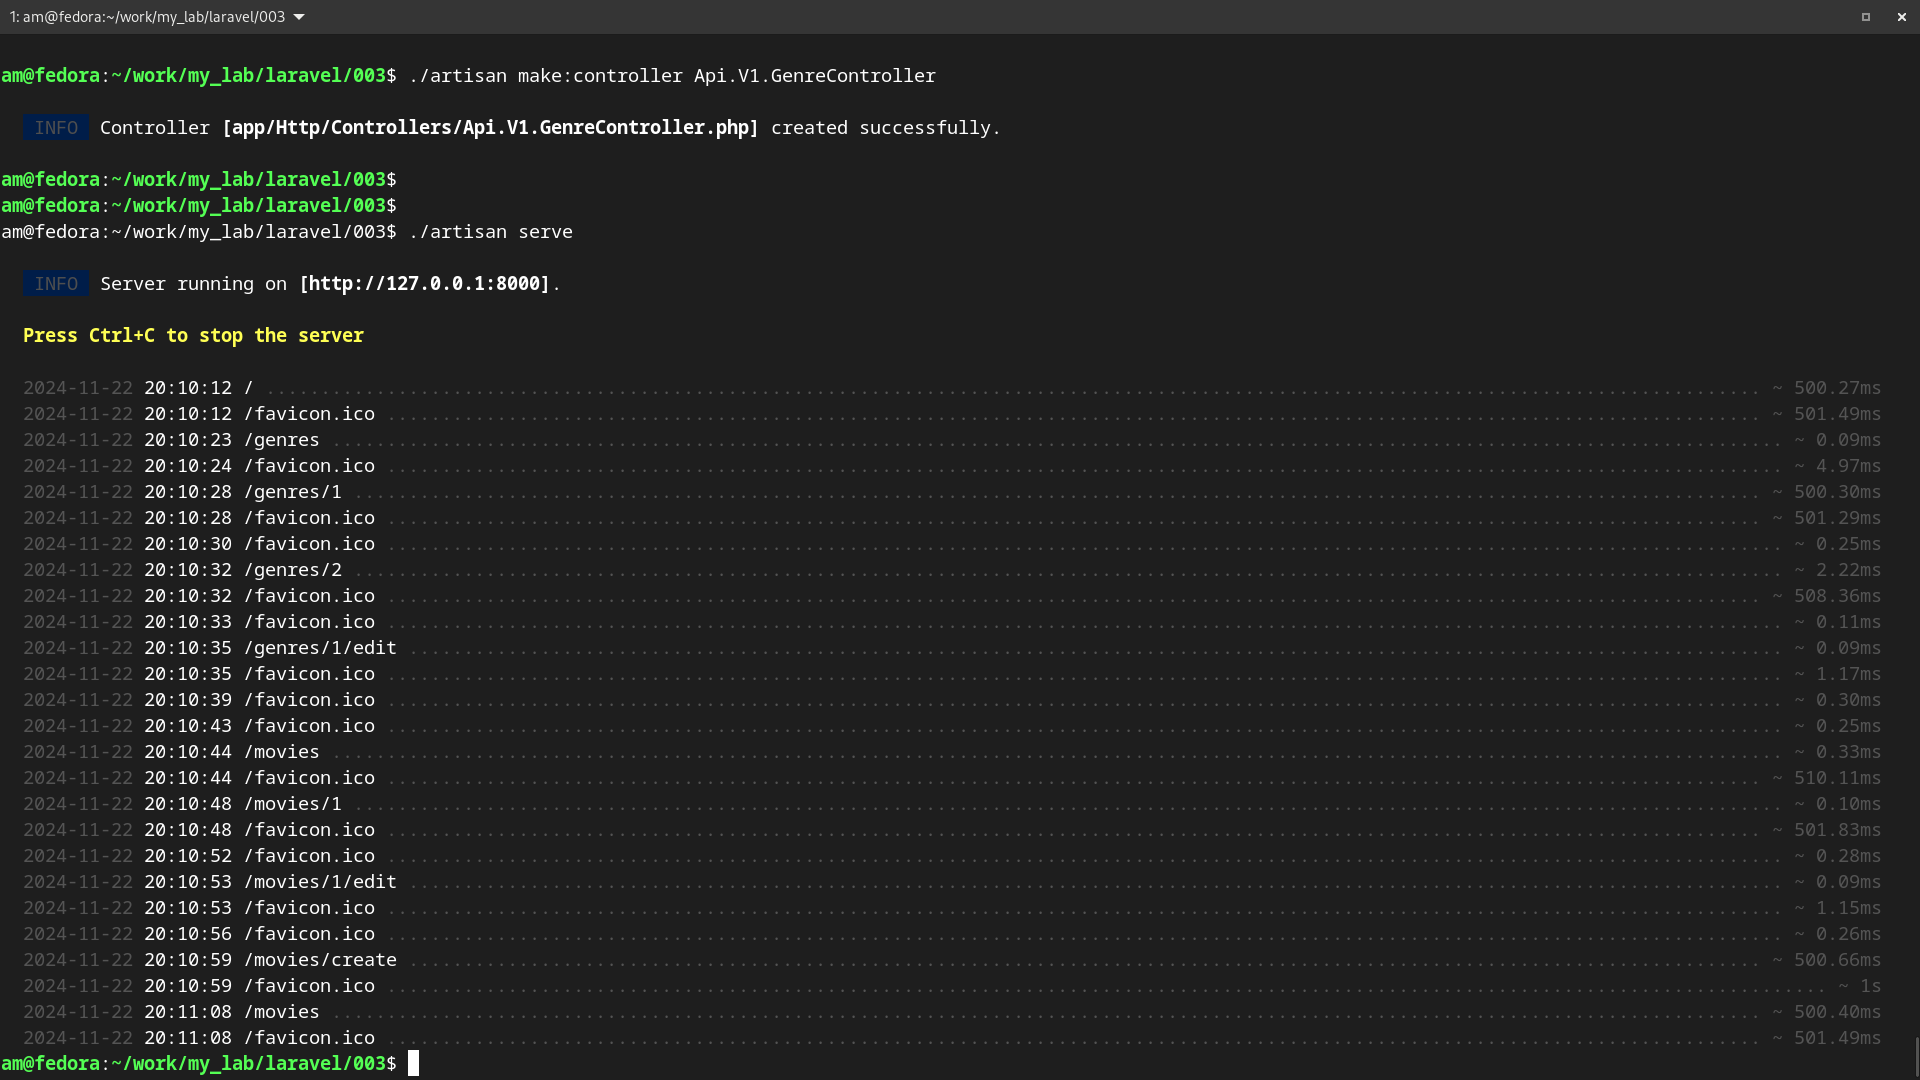 1: am@fedora:~/work/my_lab/laravel/003
am@fedora:~/work/my_lab/laravel/003$ ./artisan make:controller Api.V1.GenreController
INFO Controller [app/Http/Controllers/Api.V1.GenreController.php] created successfully.
am@fedora:~/work/my_lab/laravel/003$
am@fedora:~/work/my_lab/laravel/003$
am@fedora:~/work/my_lab/laravel/003$ ./artisan serve
INFO Server running on [http://127.0.0.1:8000].
Press Ctrl+C to stop the server
2024-11-22 20:10:12 / ........ ~ 500.27ms
2024-11-22 20:10:12 /favicon.ico ........ ~ 501.49ms
2024-11-22 20:10:23 /genres ........ ~ 0.09ms
2024-11-22 20:10:24 /favicon.ico ........ ~ 4.97ms
2024-11-22 20:10:28 /genres/1 ........ ~ 500.30ms
2024-11-22 20:10:28 /favicon.ico ........ ~ 501.29ms
2024-11-22 20:10:30 /favicon.ico ........ ~ 0.25ms
2024-11-22 20:10:32 /genres/2 ........ ~ 2.22ms
2024-11-22 20:10:32 /favicon.ico ........ ~ 508.36ms
2024-11-22 20:10:33 /favicon.ico ........ ~ 0.11ms
2024-11-22 20:10:35 /genres/1/edit ........ ~ 0.09ms
2024-11-22 20:10:35 /favicon.ico ........ ~ 1.17ms
2024-11-22 20:10:39 /favicon.ico ........ ~ 0.30ms
2024-11-22 20:10:43 /favicon.ico ........ ~ 0.25ms
2024-11-22 20:10:44 /movies ........ ~ 0.33ms
2024-11-22 20:10:44 /favicon.ico ........ ~ 510.11ms
2024-11-22 20:10:48 /movies/1 ........ ~ 0.10ms
2024-11-22 20:10:48 /favicon.ico ........ ~ 501.83ms
2024-11-22 20:10:52 /favicon.ico ........ ~ 0.28ms
2024-11-22 20:10:53 /movies/1/edit ........ ~ 0.09ms
2024-11-22 20:10:53 /favicon.ico ........ ~ 1.15ms
2024-11-22 20:10:56 /favicon.ico ........ ~ 0.26ms
2024-11-22 20:10:59 /movies/create ........ ~ 500.66ms
2024-11-22 20:10:59 /favicon.ico ........ ~ 1s
2024-11-22 20:11:08 /movies ........ ~ 500.40ms
2024-11-22 20:11:08 /favicon.ico ........ ~ 501.49ms
am@fedora:~/work/my_lab/laravel/003$